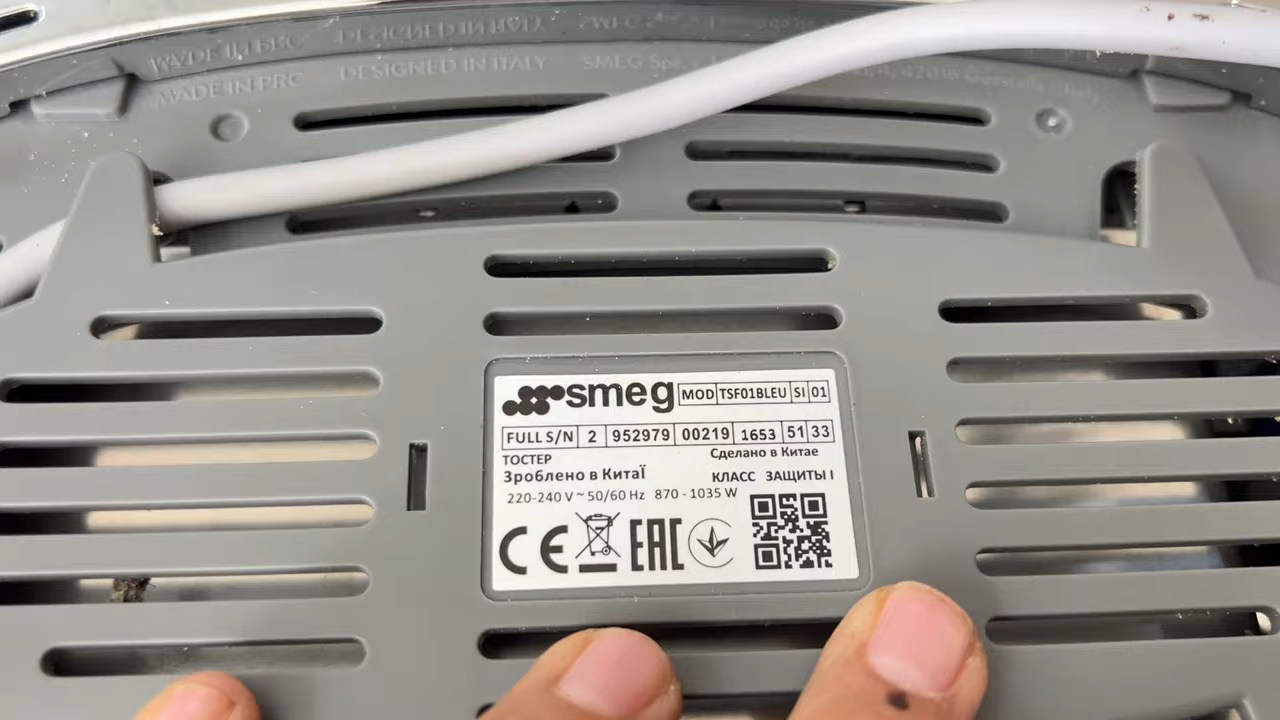 MADE IN PRC DESIGNED IN ITALY SMEG
smeg MOD TSF01BLEU SI 01
FULL S/N 2 952979 00219 1653 51 33
ТОСТЕР Сделано в Китае
Зроблено в Китаї КЛАСС ЗАЩИТЫ I
220-240 V ~ 50/60 Hz 870 - 1035 W
CE EAC